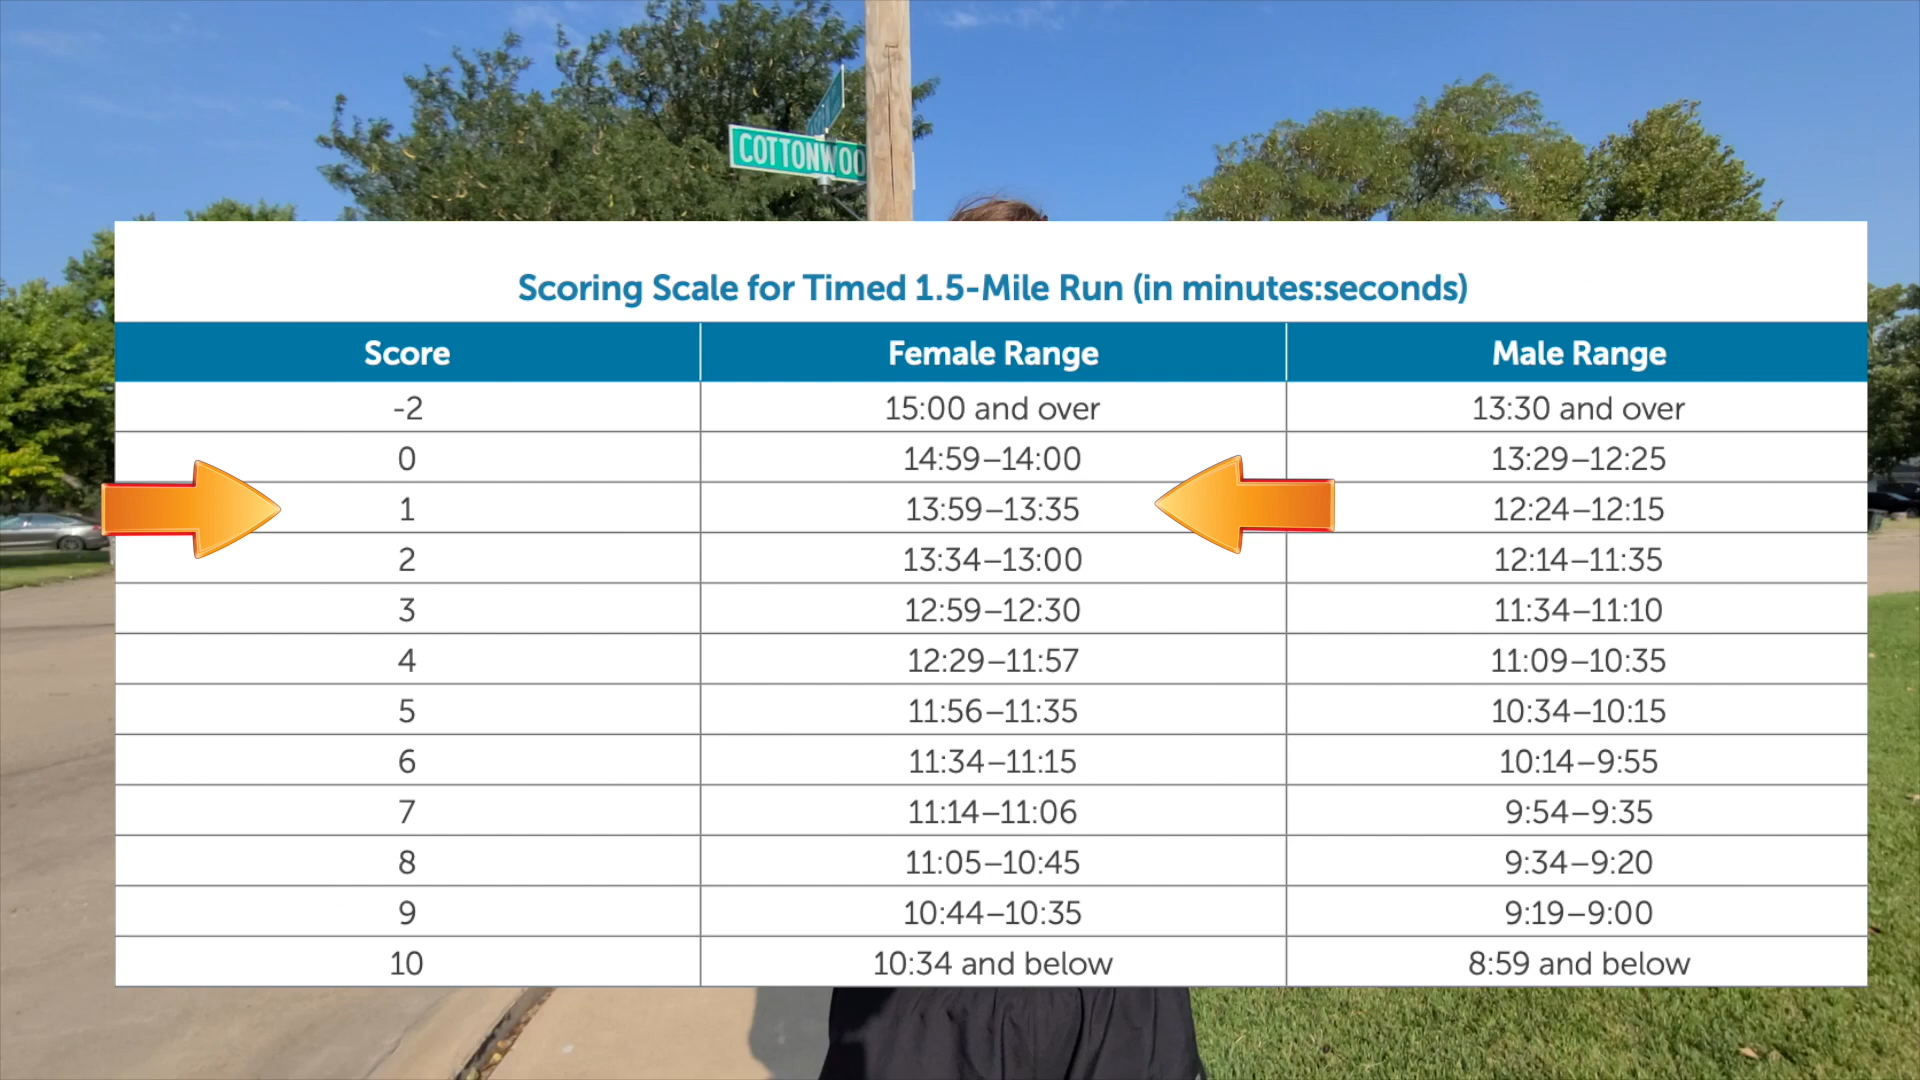 COTTONWOO
Scoring Scale for Timed 1.5-Mile Run (in minutes:seconds)
Score Female Range Male Range
-2 15:00 and over 13:30 and over
0 14:59–14:00 13:29–12:25
1 13:59–13:35 12:24–12:15
2 13:34–13:00 12:14–11:35
3 12:59–12:30 11:34–11:10
4 12:29–11:57 11:09–10:35
5 11:56–11:35 10:34–10:15
6 11:34–11:15 10:14–9:55
7 11:14–11:06 9:54–9:35
8 11:05–10:45 9:34–9:20
9 10:44–10:35 9:19–9:00
10 10:34 and below 8:59 and below